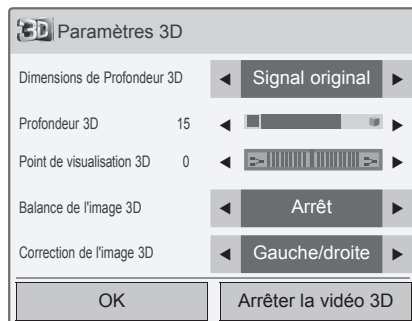 3D Paramètres 3D
Dimensions de Profondeur 3D Signal original
Profondeur 3D 15
Point de visualisation 3D 0
Balance de l'image 3D Arrêt
Correction de l'image 3D Gauche/droite
OK Arrêter la vidéo 3D